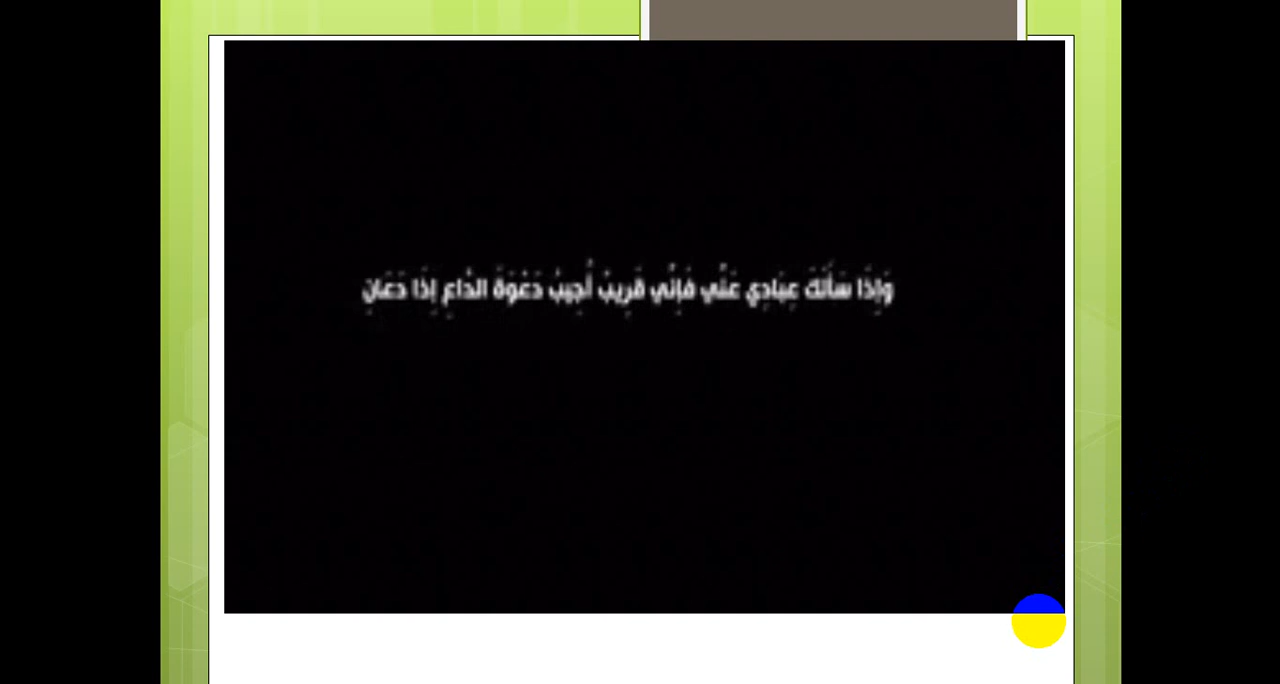 وَإِذَا سَأَلَكَ عِبَادِي عَنِّي فَإِنِّي قَرِيبٌ أُجِيبُ دَعْوَةَ الدَّاعِ إِذَا دَعَانِ